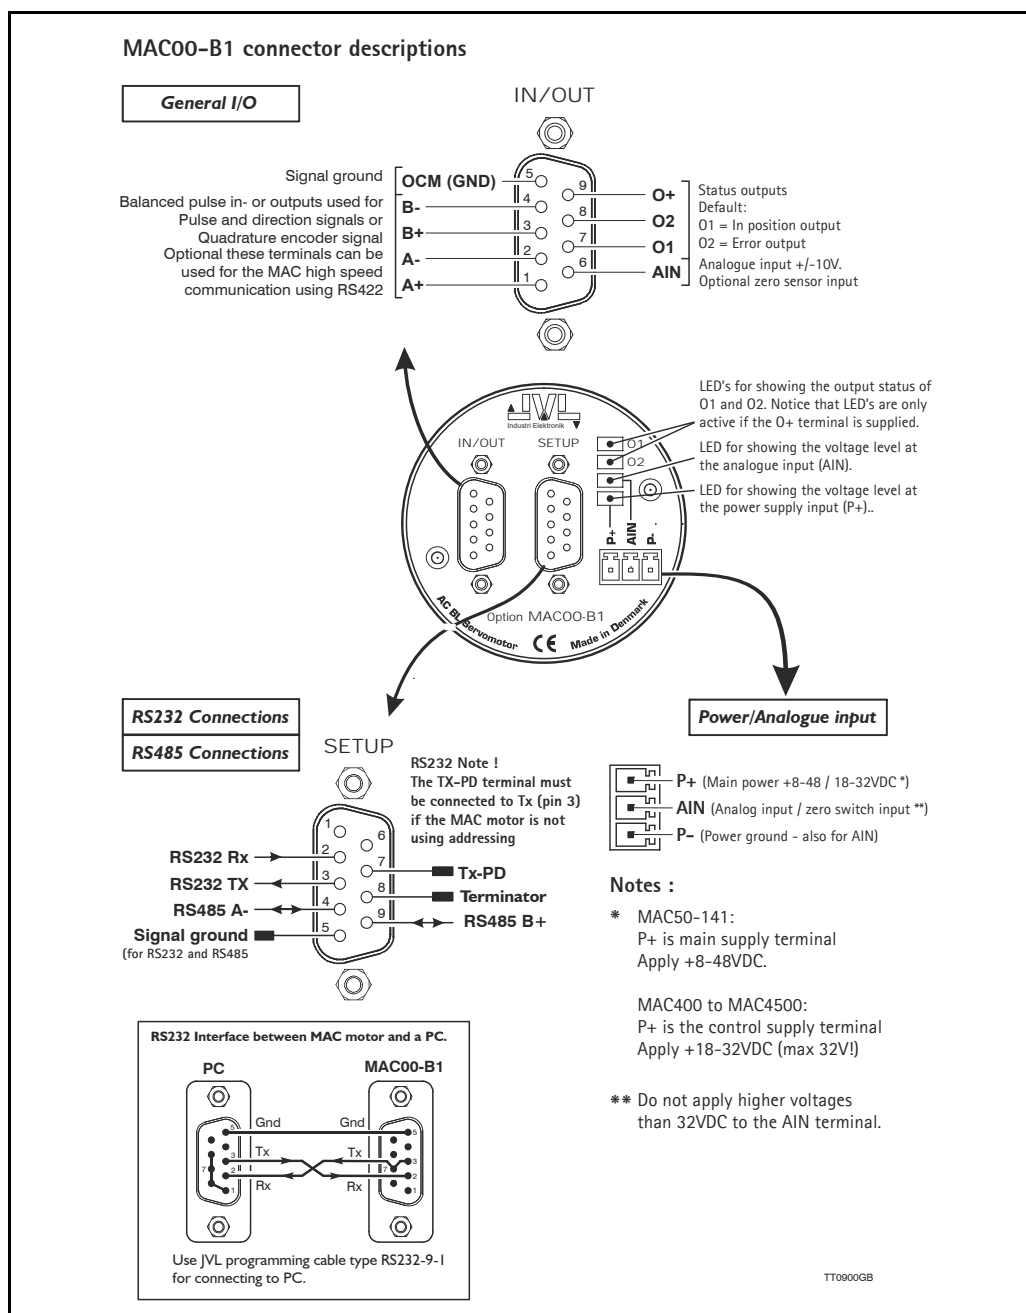 MAC00-B1 connector descriptions
General I/O
IN/OUT
Signal ground
Balanced pulse in- or outputs used for
Pulse and direction signals or
Quadrature encoder signal
Optional these terminals can be
used for the MAC high speed
communication using RS422
OCM (GND)
B-
B+
A-
A+
5
4
3
2
1
9
8
7
6
O+
O2
O1
AIN
Status outputs
Default:
O1 = In position output
O2 = Error output
Analogue input +/-10V.
Optional zero sensor input
JVL
Industri Elektronik
IN/OUT
SETUP
O1
O2
P+
AIN
P-
Option MAC00-B1
AC BL Servomotor
CE
Made in Denmark
LED's for showing the output status of
O1 and O2. Notice that LED's are only
active if the O+ terminal is supplied.
LED for showing the voltage level at
the analogue input (AIN).
LED for showing the voltage level at
the power supply input (P+)..
RS232 Connections
RS485 Connections
SETUP
RS232 Note !
The TX-PD terminal must
be connected to Tx (pin 3)
if the MAC motor is not
using addressing
RS232 Rx
RS232 TX
RS485 A-
Signal ground
(for RS232 and RS485
1
2
3
4
5
6
7
8
9
Tx-PD
Terminator
RS485 B+
Power/Analogue input
P+ (Main power +8-48 / 18-32VDC *)
AIN (Analog input / zero switch input **)
P- (Power ground - also for AIN)
Notes :
* MAC50-141:
P+ is main supply terminal
Apply +8-48VDC.
MAC400 to MAC4500:
P+ is the control supply terminal
Apply +18-32VDC (max 32V!)
** Do not apply higher voltages
than 32VDC to the AIN terminal.
RS232 Interface between MAC motor and a PC.
PC
MAC00-B1
5
Gnd
Gnd
5
3
Tx
Tx
3
7
2
7
2
Rx
Rx
1
1
Use JVL programming cable type RS232-9-1
for connecting to PC.
TT0900GB